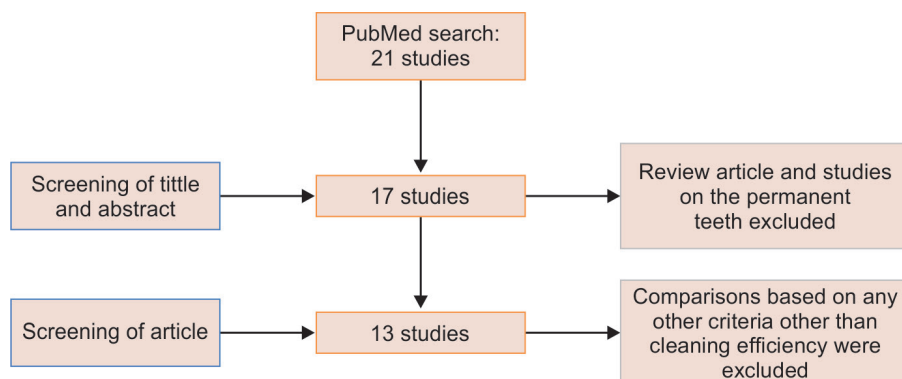 PubMed search:
21 studies
Screening of tittle
and abstract
17 studies
Review article and studies
on the permanent
teeth excluded
Screening of article
13 studies
Comparisons based on any
other criteria other than
cleaning efficiency were
excluded